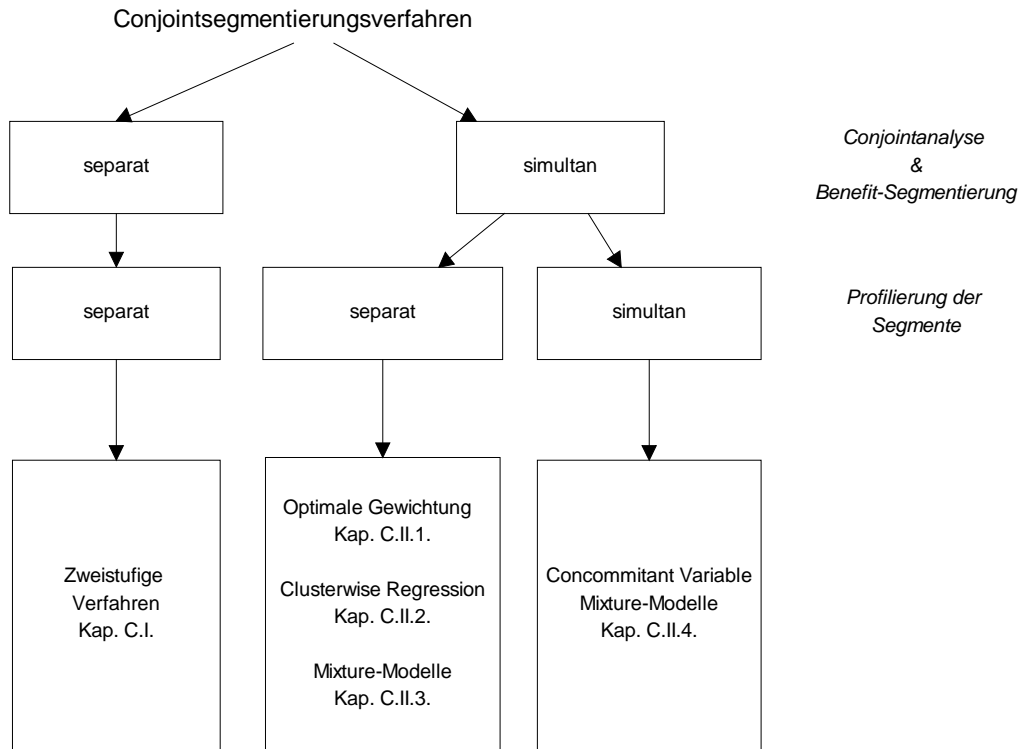 Conjointsegmentierungsverfahren
separat
simultan
Conjointanalyse
&
Benefit-Segmentierung
separat
separat
simultan
Profilierung der
Segmente
Zweistufige
Verfahren
Kap. C.I.
Optimale Gewichtung
Kap. C.II.1.
Clusterwise Regression
Kap. C.II.2.
Mixture-Modelle
Kap. C.II.3.
Concommitant Variable
Mixture-Modelle
Kap. C.II.4.